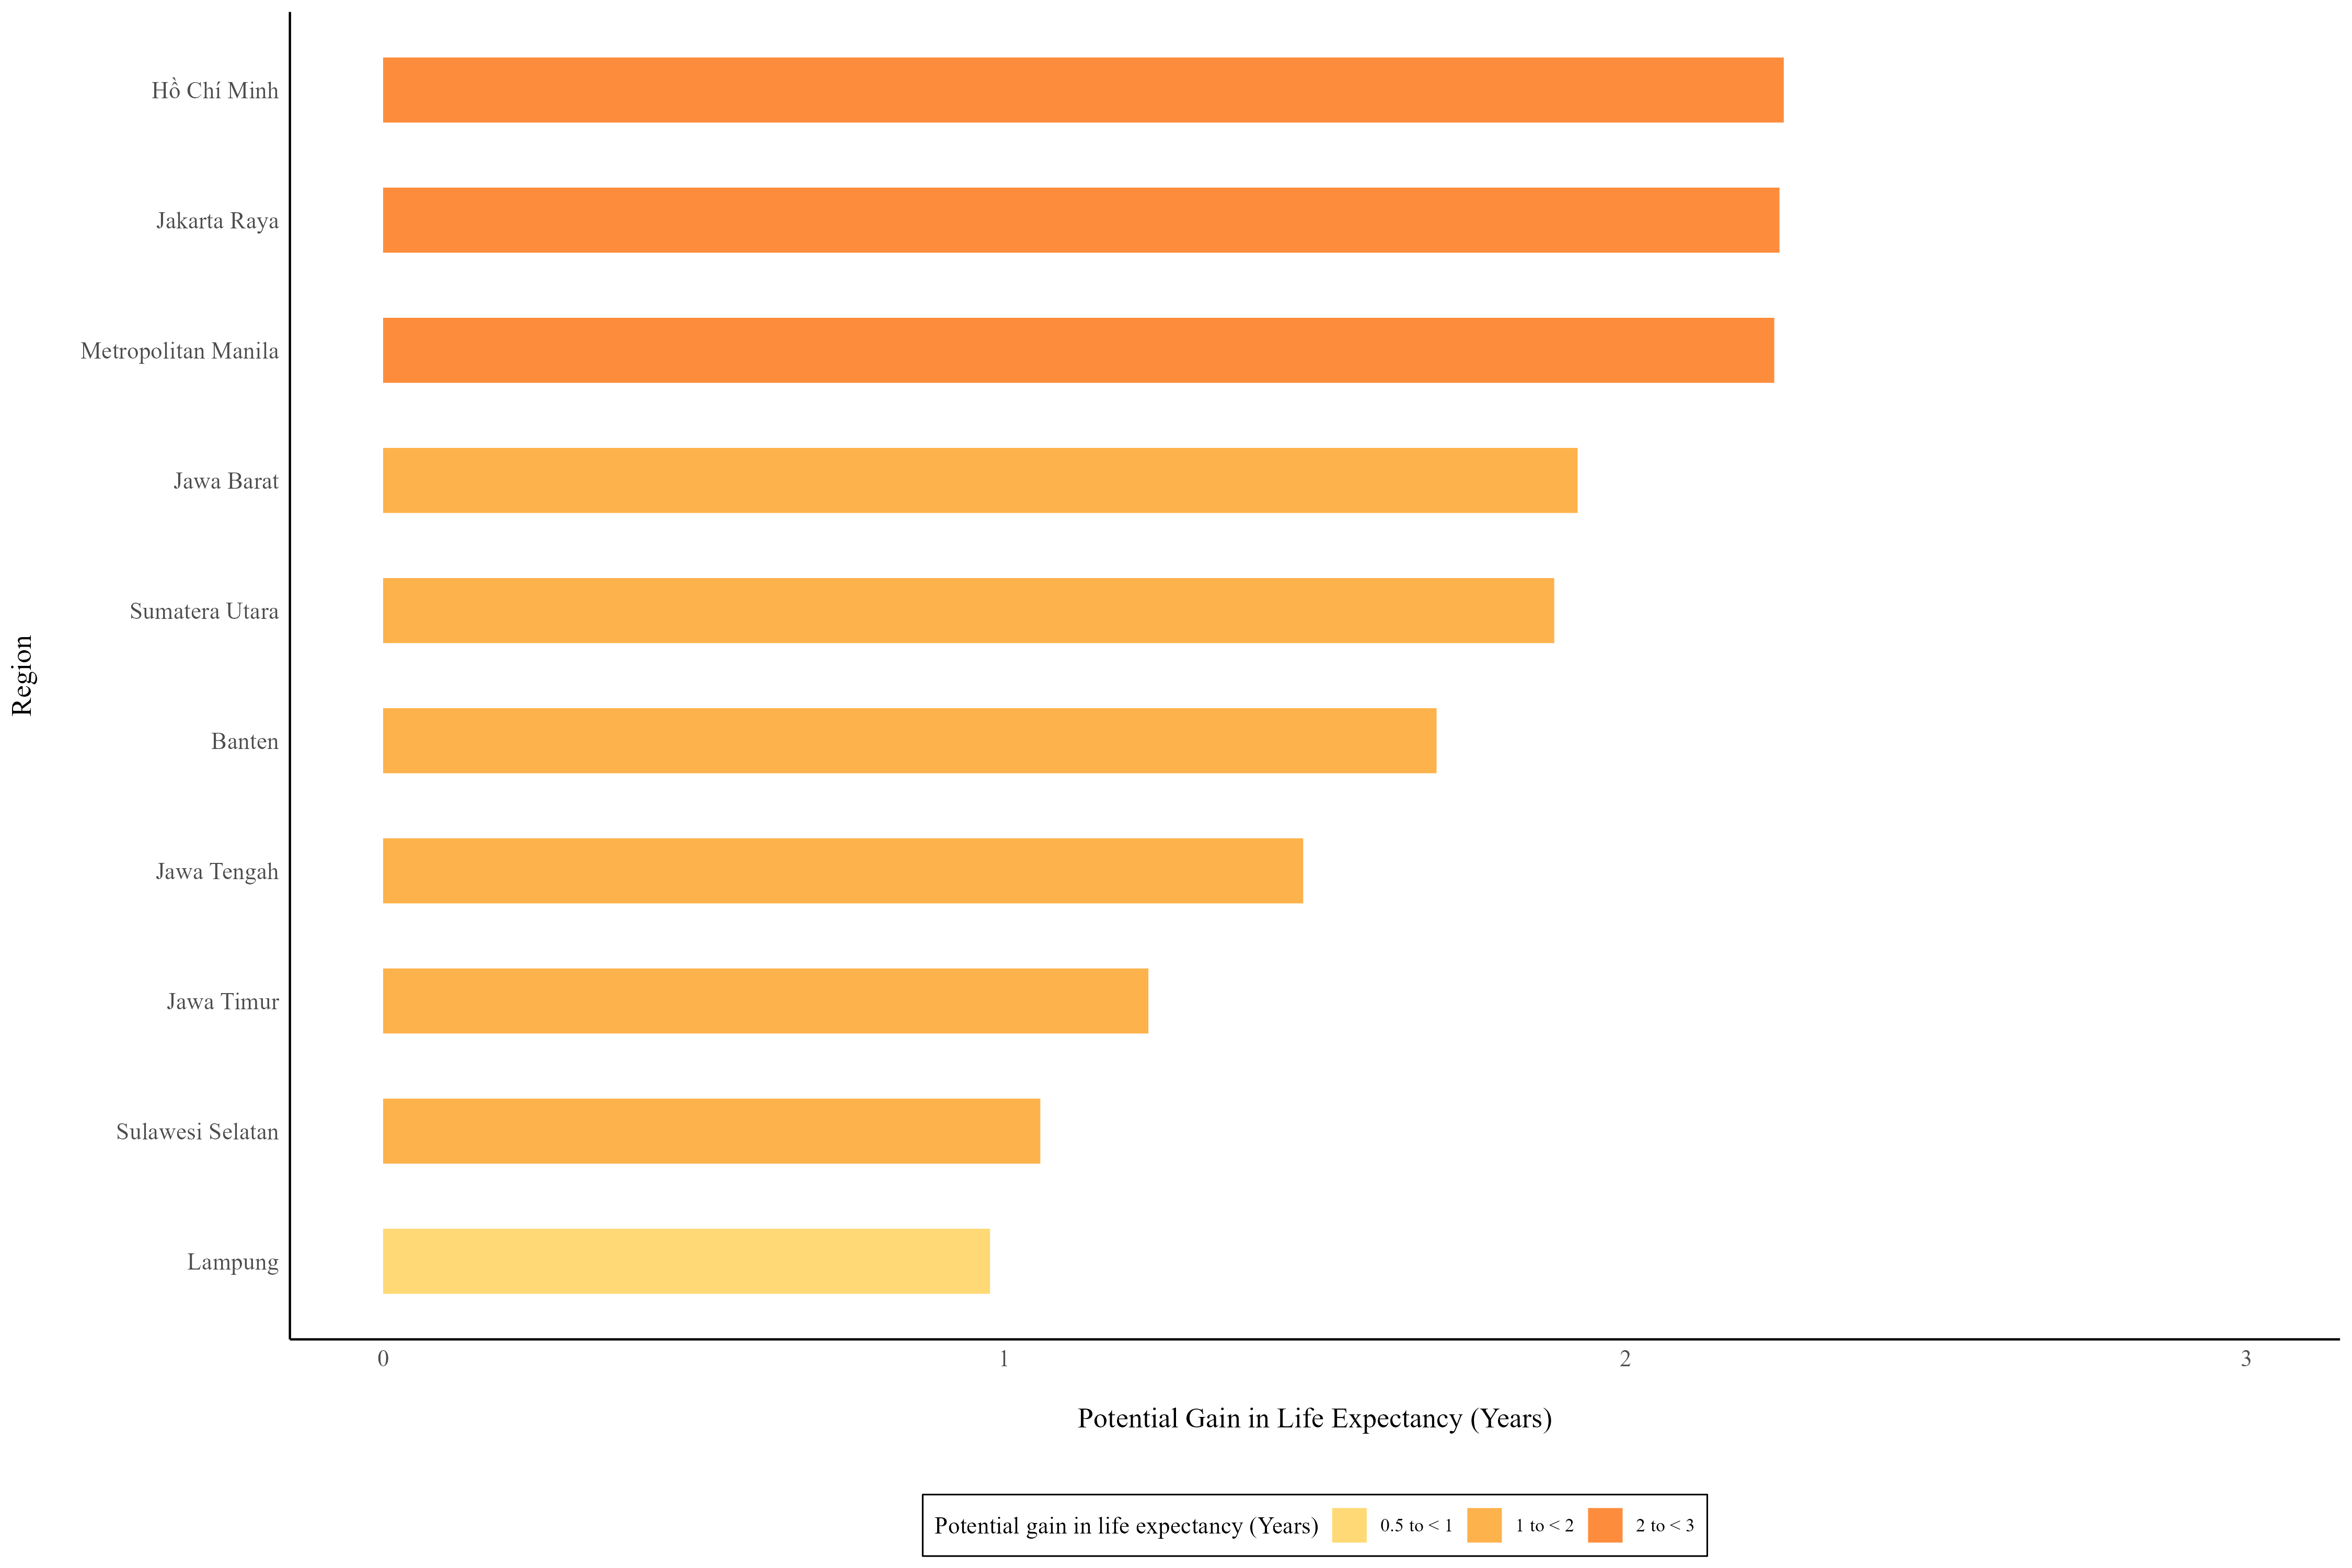 Hồ Chí Minh
Jakarta Raya
Metropolitan Manila
Jawa Barat
Sumatera Utara
Banten
Jawa Tengah
Jawa Timur
Sulawesi Selatan
Lampung
Region
0 1 2 3
Potential Gain in Life Expectancy (Years)
Potential gain in life expectancy (Years) 0.5 to < 1 1 to < 2 2 to < 3